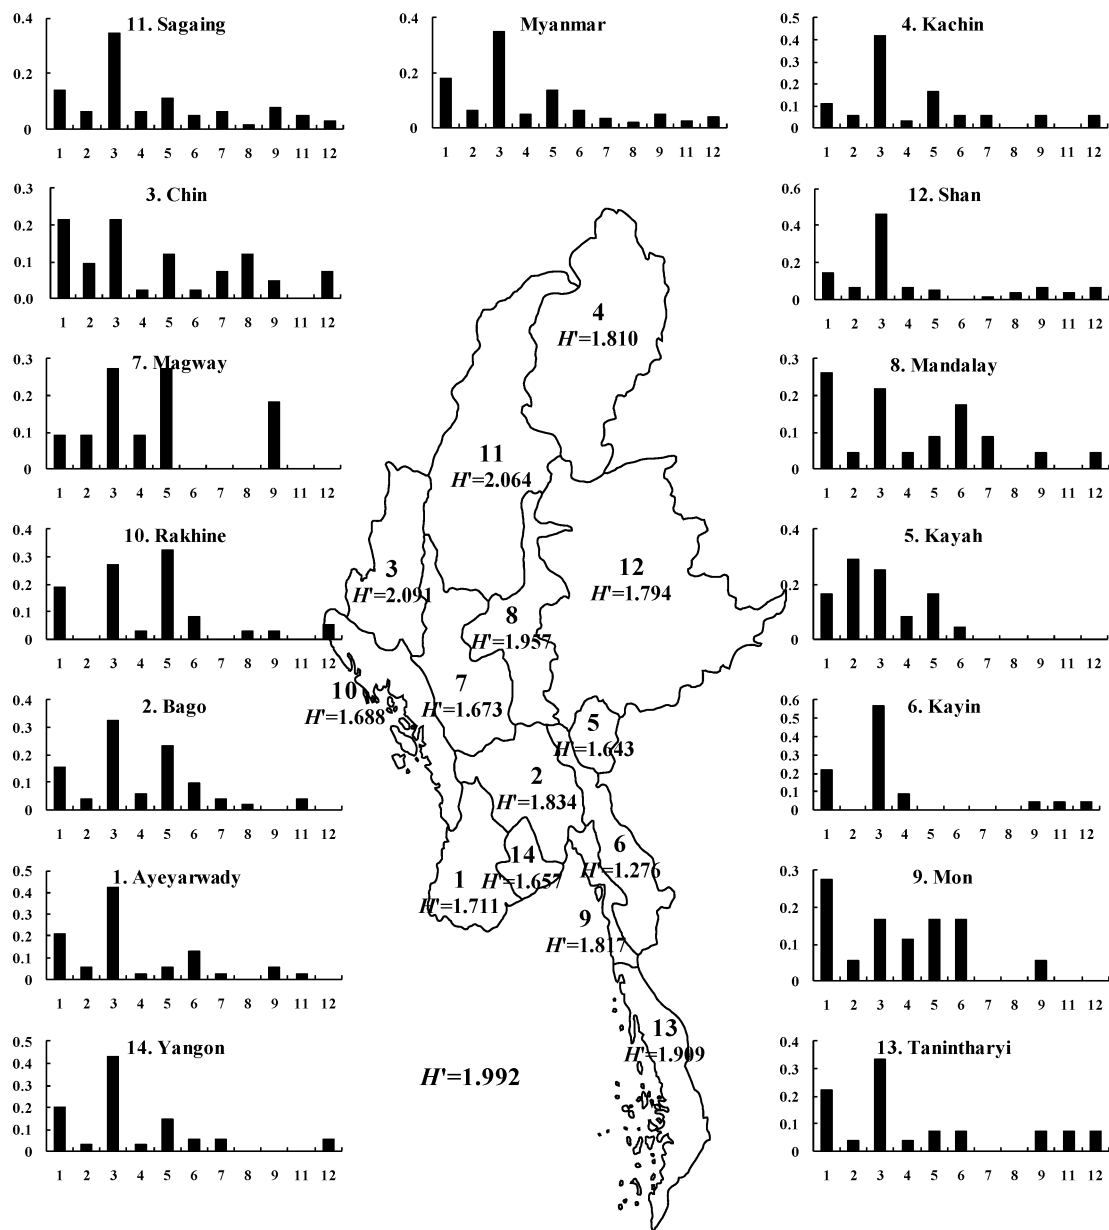 11. Sagaing
0.4
0.2
0
1 2 3 4 5 6 7 8 9 11 12
Myanmar
0.4
0.2
0
1 2 3 4 5 6 7 8 9 11 12
4. Kachin
0.5
0.4
0.3
0.2
0.1
0
1 2 3 4 5 6 7 8 9 11 12
3. Chin
0.3
0.2
0.1
0.0
1 2 3 4 5 6 7 8 9 11 12
12. Shan
0.6
0.4
0.2
0
1 2 3 4 5 6 7 8 9 11 12
7. Magway
0.3
0.2
0.1
0
1 2 3 4 5 6 7 8 9 11 12
8. Mandalay
0.3
0.2
0.1
0
1 2 3 4 5 6 7 8 9 11 12
10. Rakhine
0.4
0.3
0.2
0.1
0
1 2 3 4 5 6 7 8 9 11 12
5. Kayah
0.4
0.2
0
1 2 3 4 5 6 7 8 9 11 12
2. Bago
0.4
0.3
0.2
0.1
0
1 2 3 4 5 6 7 8 9 11 12
6. Kayin
0.6
0.5
0.4
0.3
0.2
0.1
0
1 2 3 4 5 6 7 8 9 11 12
1. Ayeyarwady
0.5
0.4
0.3
0.2
0.1
0
1 2 3 4 5 6 7 8 9 11 12
9. Mon
0.3
0.2
0.1
0
1 2 3 4 5 6 7 8 9 11 12
14. Yangon
0.5
0.4
0.3
0.2
0.1
0
1 2 3 4 5 6 7 8 9 11 12
13. Tanintharyi
0.4
0.3
0.2
0.1
0
1 2 3 4 5 6 7 8 9 11 12
4
H'=1.810
11
H'=2.064
3
H'=2.091
12
H'=1.794
8
H'=1.957
10
H'=1.688
7
H'=1.673
5
H'=1.643
2
H'=1.834
6
H'=1.276
14
H'=1.657
1
H'=1.711
9
H'=1.817
13
H'=1.909
H'=1.992